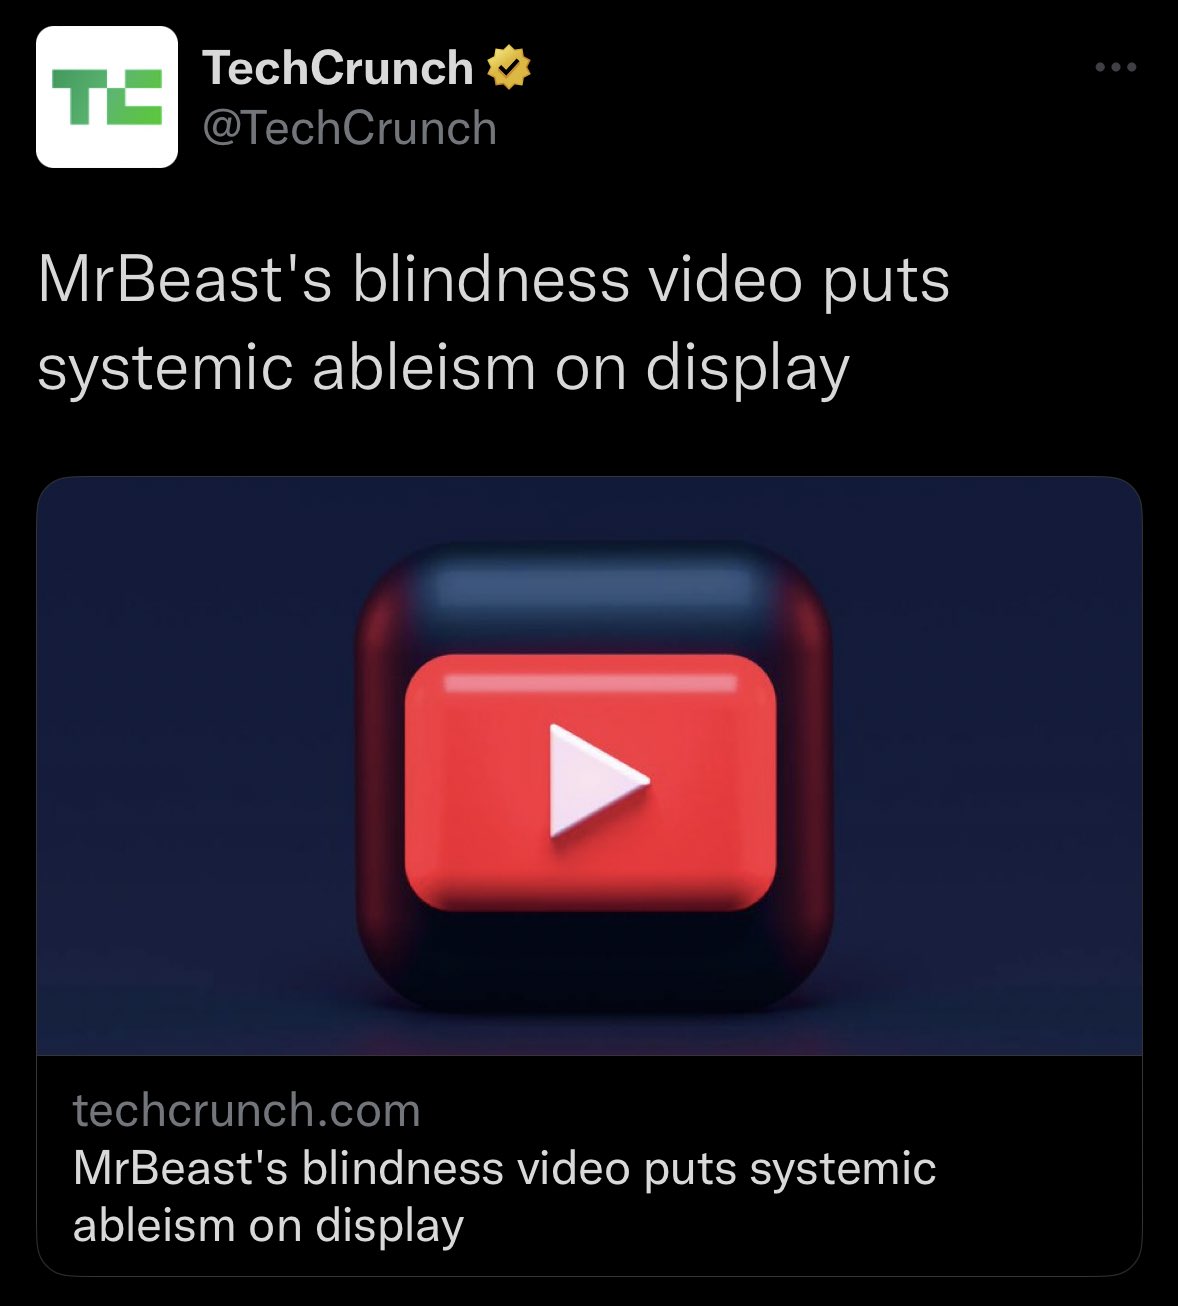 TC
TechCrunch
@TechCrunch
MrBeast's blindness video puts
systemic ableism on display
techcrunch.com
MrBeast's blindness video puts systemic
ableism on display